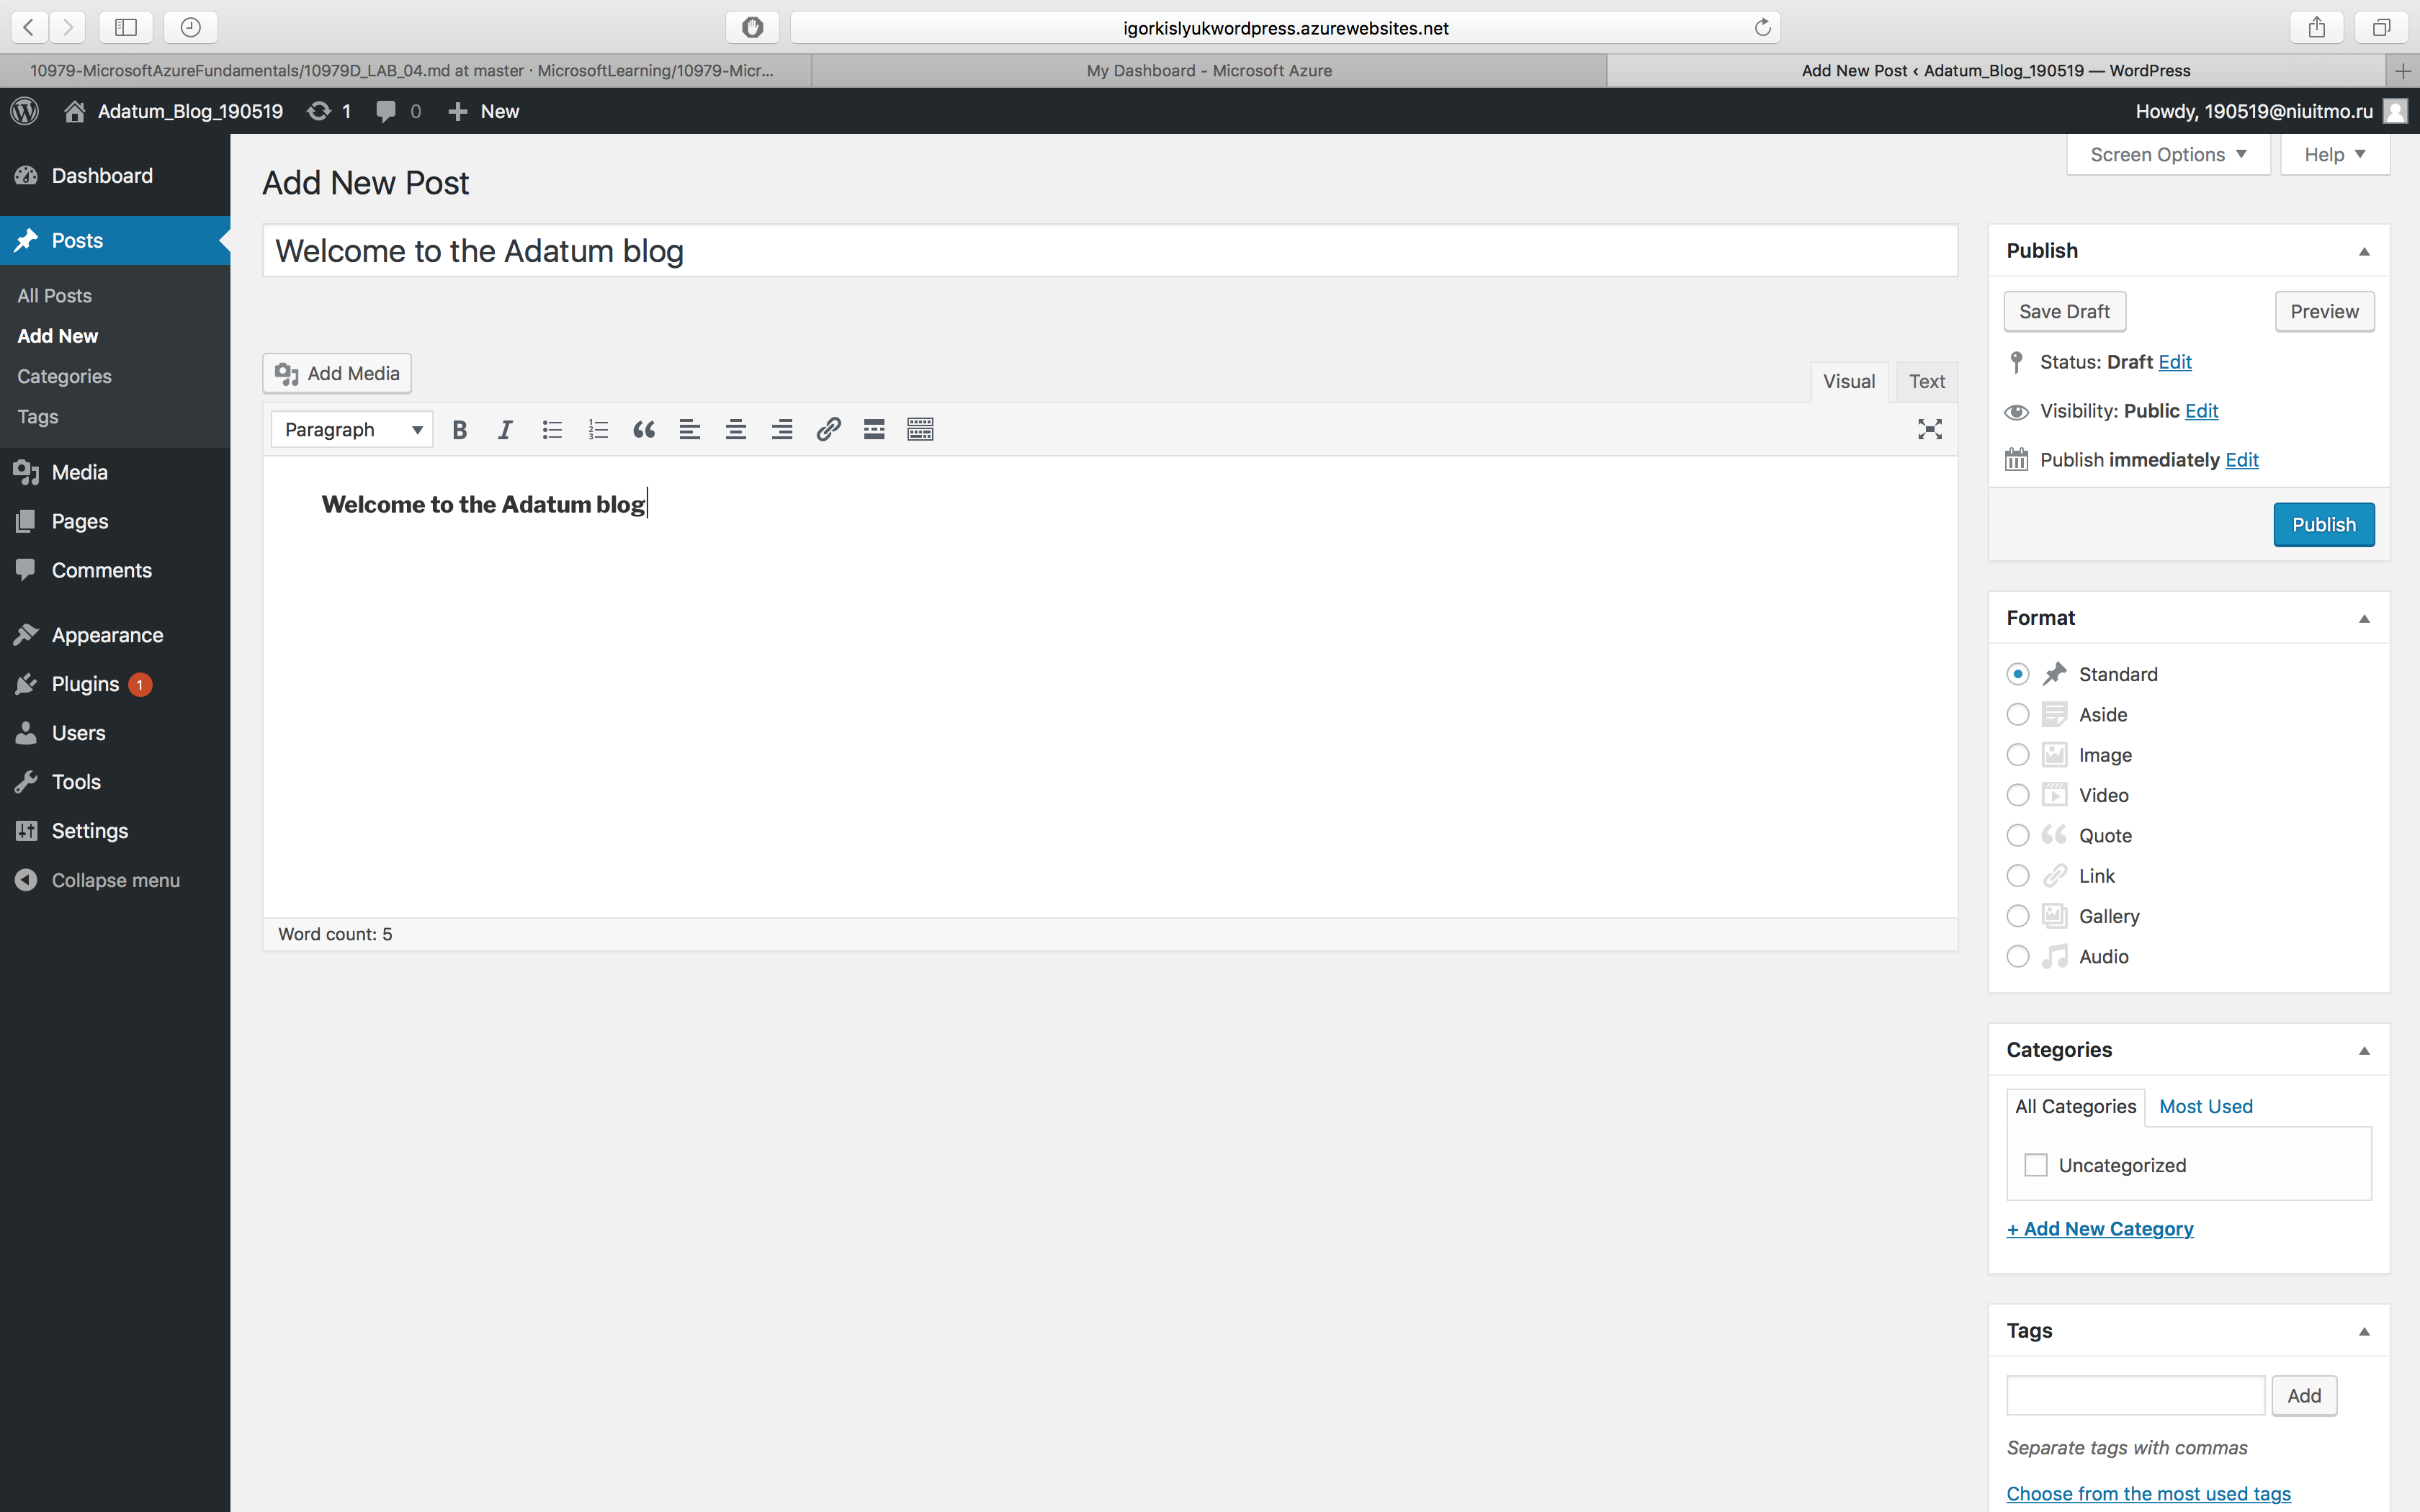 igorkislyukwordpress.azurewebsites.net
10979-MicrosoftAzureFundamentals/10979D_LAB_04.md at master · MicrosoftLearning/10979-Micr...
My Dashboard - Microsoft Azure
Add New Post ‹ Adatum_Blog_190519 — WordPress
Adatum_Blog_190519 1 0 + New
Howdy, 190519@niuitmo.ru
Screen Options ▼
Help ▼
Dashboard
Posts
All Posts
Add New
Categories
Tags
Media
Pages
Comments
Appearance
Plugins 1
Users
Tools
Settings
Collapse menu
Add New Post
Welcome to the Adatum blog
Add Media
Visual
Text
Paragraph
B I
Welcome to the Adatum blog
Word count: 5
Publish
Save Draft
Preview
Status: Draft Edit
Visibility: Public Edit
Publish immediately Edit
Publish
Format
Standard
Aside
Image
Video
Quote
Link
Gallery
Audio
Categories
All Categories
Most Used
Uncategorized
+ Add New Category
Tags
Add
Separate tags with commas
Choose from the most used tags